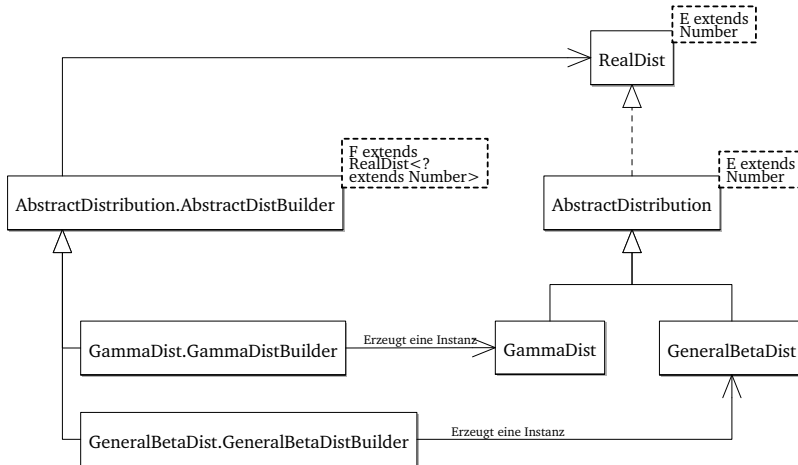 E extends
Number
RealDist
F extends
RealDist<?
extends Number>
E extends
Number
AbstractDistribution.AbstractDistBuilder
AbstractDistribution
GammaDist.GammaDistBuilder
Erzeugt eine Instanz
GammaDist
GeneralBetaDist
GeneralBetaDist.GeneralBetaDistBuilder
Erzeugt eine Instanz